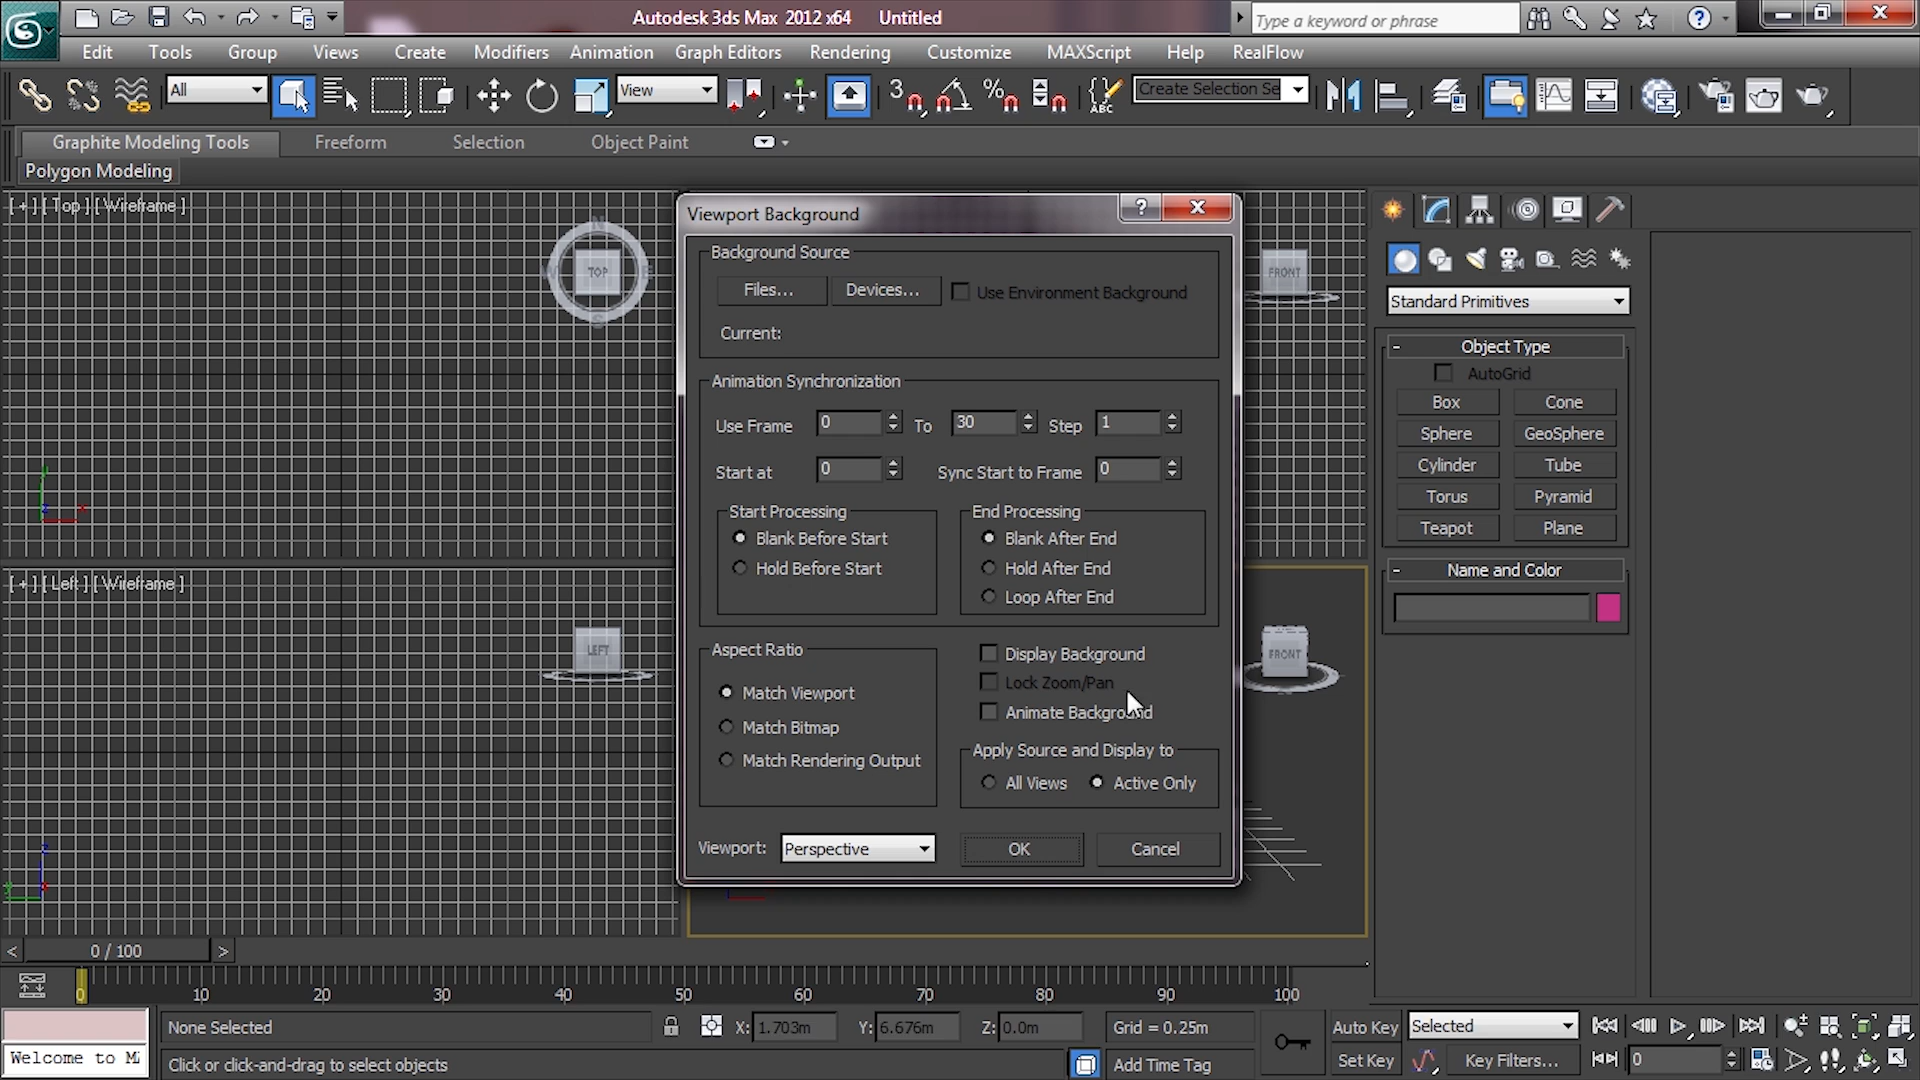 Autodesk 3ds Max 2012 x64 Untitled
Type a keyword or phrase
Edit Tools Group Views Create Modifiers Animation Graph Editors Rendering Customize MAXScript Help RealFlow
All View 3 % ABC Create Selection Se
Graphite Modeling Tools Freeform Selection Object Paint
Polygon Modeling
[ + ] [ Top ] [ Wireframe ]
TOP
FRONT
Viewport Background
Background Source
Files... Devices... Use Environment Background
Current:
Animation Synchronization
Use Frame 0 To 30 Step 1
Start at 0 Sync Start to Frame 0
Start Processing
Blank Before Start
Hold Before Start
End Processing
Blank After End
Hold After End
Loop After End
Aspect Ratio
Match Viewport
Match Bitmap
Match Rendering Output
Display Background
Lock Zoom/Pan
Animate Background
Apply Source and Display to
All Views Active Only
Viewport: Perspective OK Cancel
Standard Primitives
- Object Type
AutoGrid
Box Cone
Sphere GeoSphere
Cylinder Tube
Torus Pyramid
Teapot Plane
- Name and Color
[ + ] [ Left ] [ Wireframe ]
LEFT
FRONT
< 0 / 100 >
0 10 20 30 40 50 60 70 80 90 100
None Selected X: 1.703m Y: 6.676m Z: 0.0m Grid = 0.25m Auto Key Selected
Welcome to M
Click or click-and-drag to select objects Add Time Tag Set Key Key Filters... 0